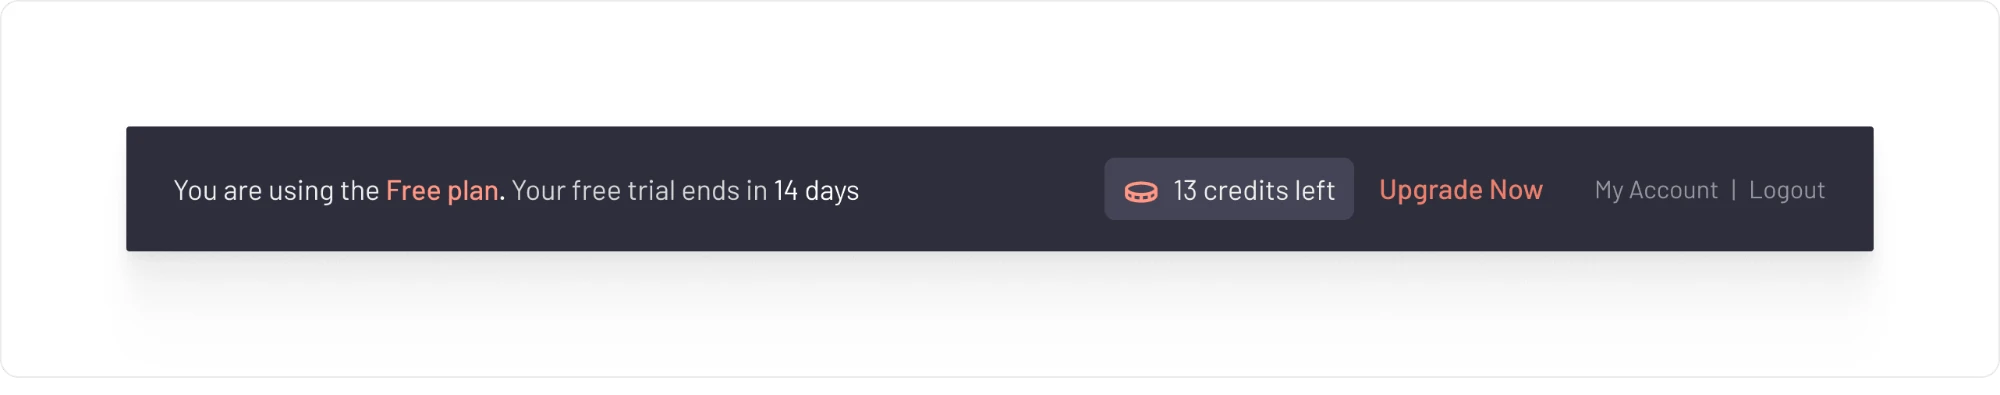 You are using the Free plan. Your free trial ends in 14 days
13 credits left
Upgrade Now
My Account | Logout